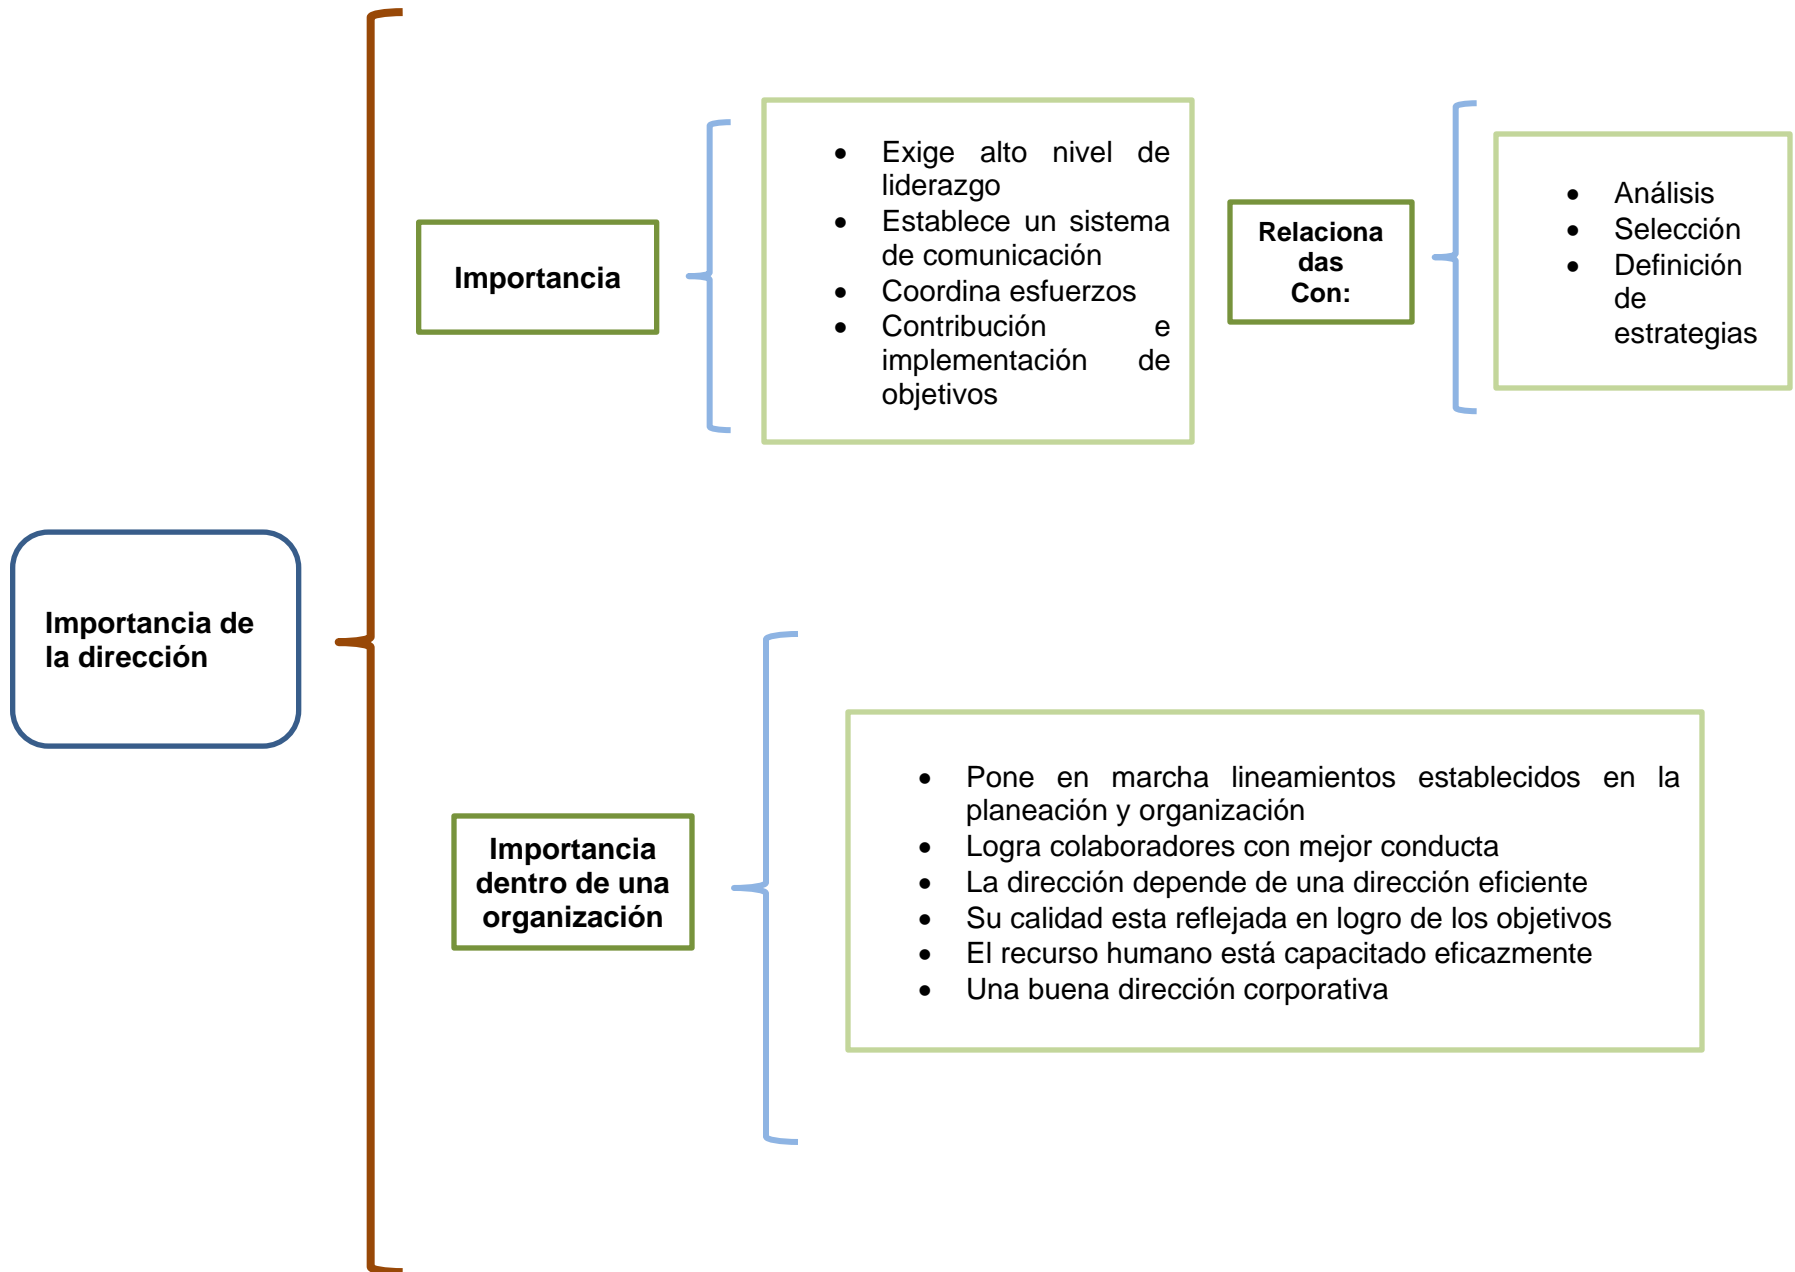 Importancia de
la dirección
Importancia
• Exige alto nivel de
liderazgo
• Establece un sistema
de comunicación
• Coordina esfuerzos
• Contribución e
implementación de
objetivos
Relaciona
das
Con:
• Análisis
• Selección
• Definición
de
estrategias
Importancia
dentro de una
organización
• Pone en marcha lineamientos establecidos en la
planeación y organización
• Logra colaboradores con mejor conducta
• La dirección depende de una dirección eficiente
• Su calidad esta reflejada en logro de los objetivos
• El recurso humano está capacitado eficazmente
• Una buena dirección corporativa